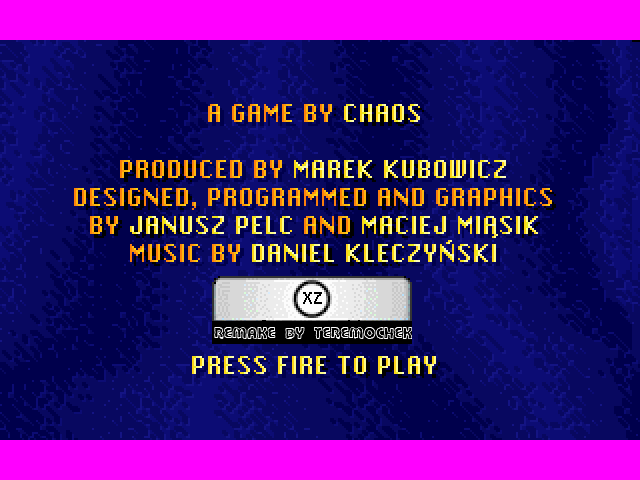 A GAME BY CHAOS
PRODUCED BY MAREK KUBOWICZ
DESIGNED, PROGRAMMED AND GRAPHICS
BY JANUSZ PELC AND MACIEJ MIĄSIK
MUSIC BY DANIEL KLECZYŃSKI
XZ
REMAKE BY TEREMOCHEK
PRESS FIRE TO PLAY